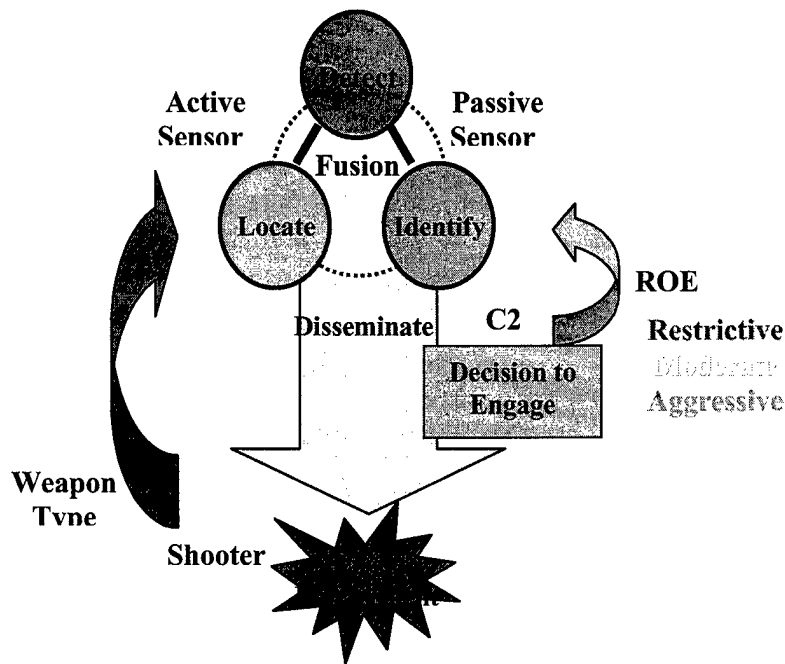 Detect
Active
Sensor
Passive
Sensor
Fusion
Locate
Identify
ROE
Disseminate
C2
Restrictive
Moderate
Aggressive
Decision to
Engage
Weapon
Type
Shooter